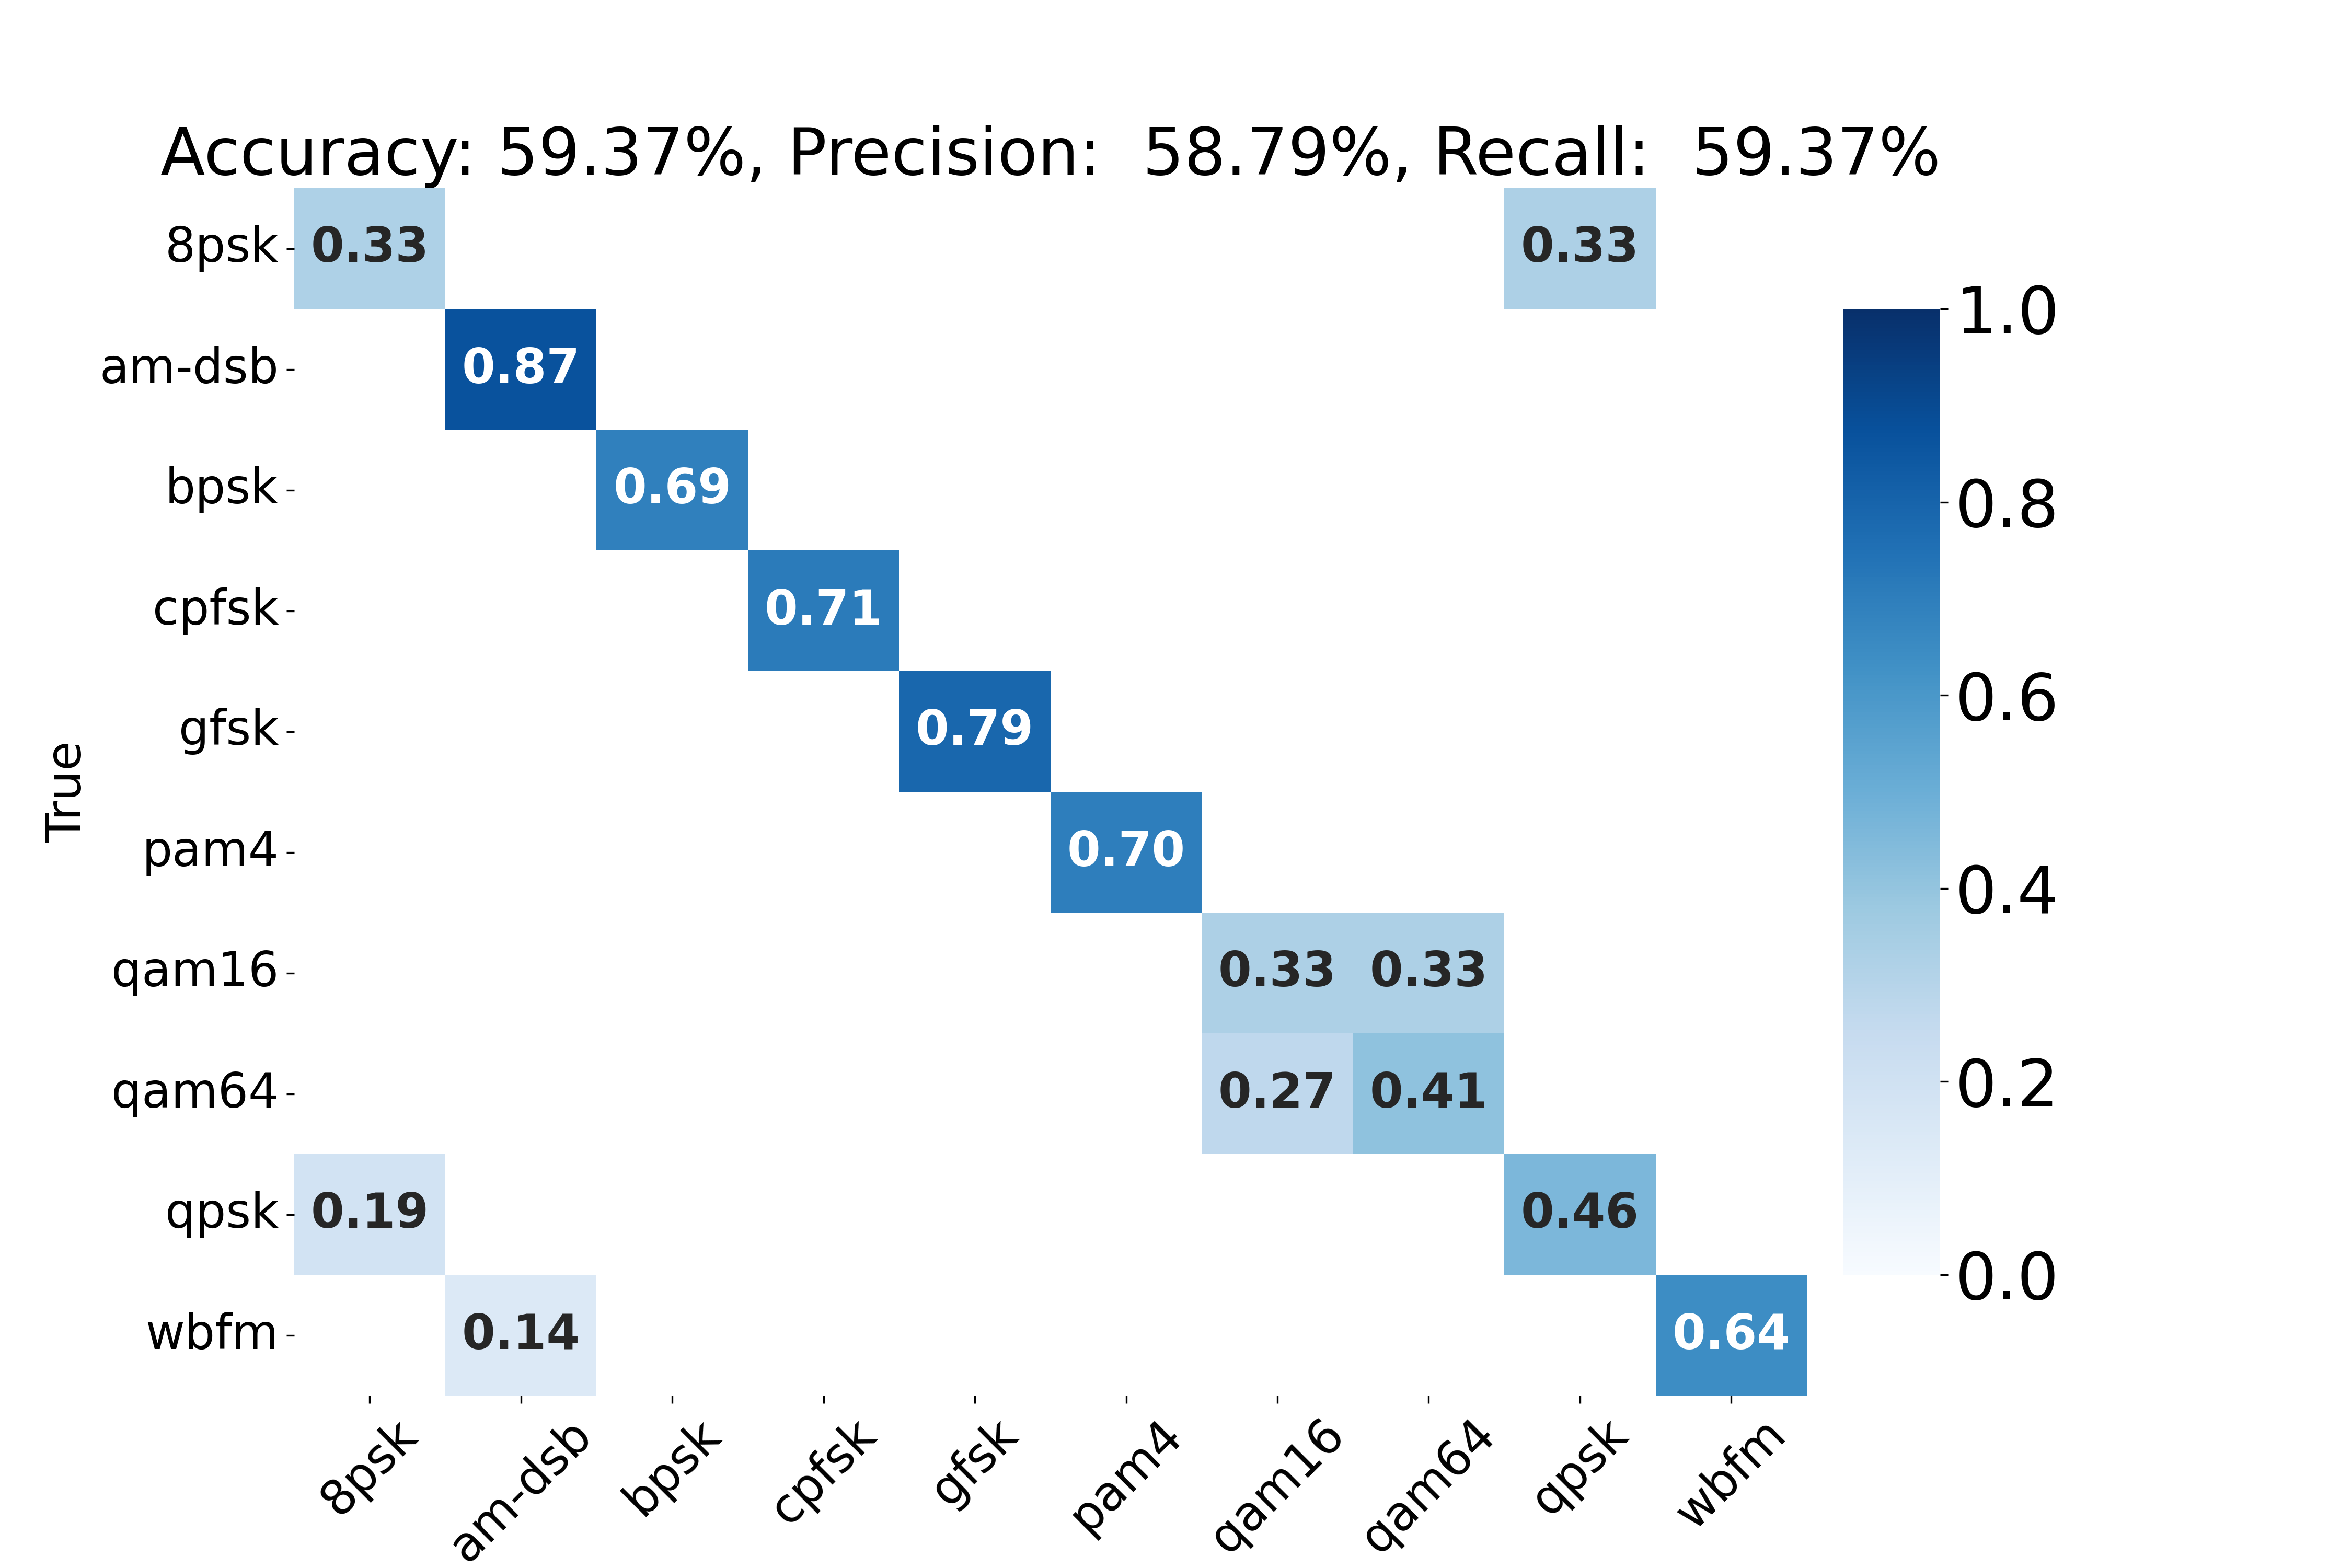 Accuracy: 59.37%, Precision:  58.79%, Recall:  59.37%
8psk 0.33 0.33
am-dsb 0.87
bpsk 0.69
cpfsk 0.71
gfsk 0.79
pam4 0.70
qam16 0.33 0.33
qam64 0.27 0.41
qpsk 0.19 0.46
wbfm 0.14 0.64
True
8psk am-dsb bpsk cpfsk gfsk pam4 qam16 qam64 qpsk wbfm
1.0
0.8
0.6
0.4
0.2
0.0